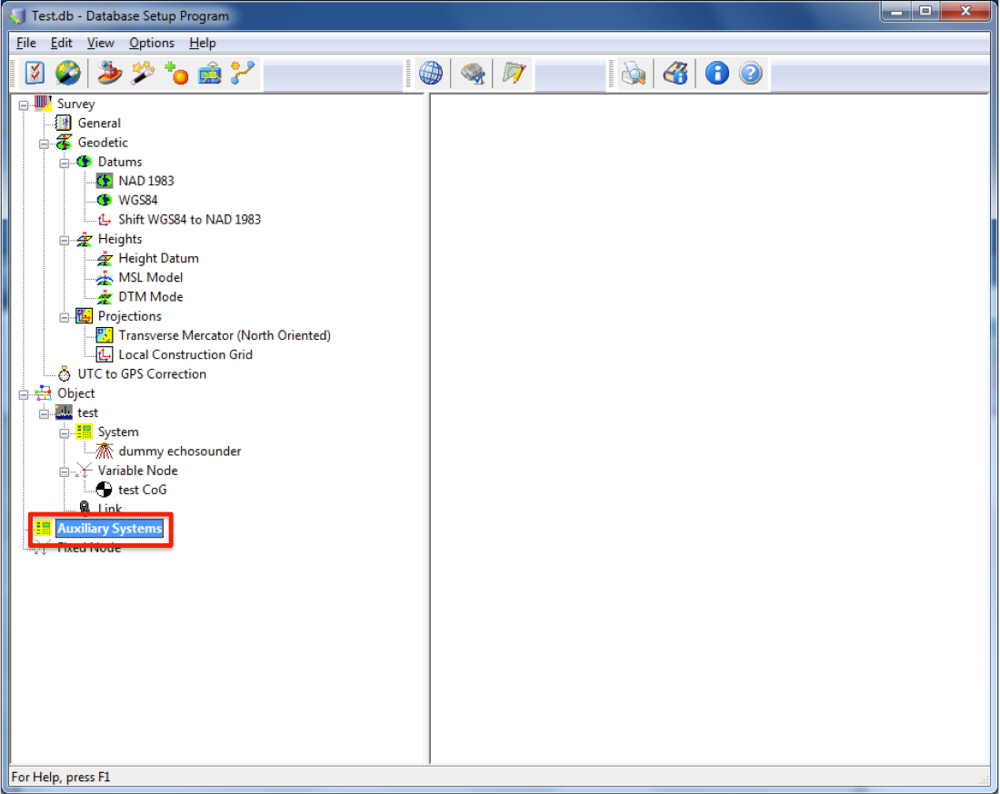 Test.db - Database Setup Program
File Edit View Options Help
Survey
General
Geodetic
Datums
NAD 1983
WGS84
Shift WGS84 to NAD 1983
Heights
Height Datum
MSL Model
DTM Mode
Projections
Transverse Mercator (North Oriented)
Local Construction Grid
UTC to GPS Correction
Object
test
System
dummy echosounder
Variable Node
test CoG
Link
Auxiliary Systems
Fixed Node
For Help, press F1